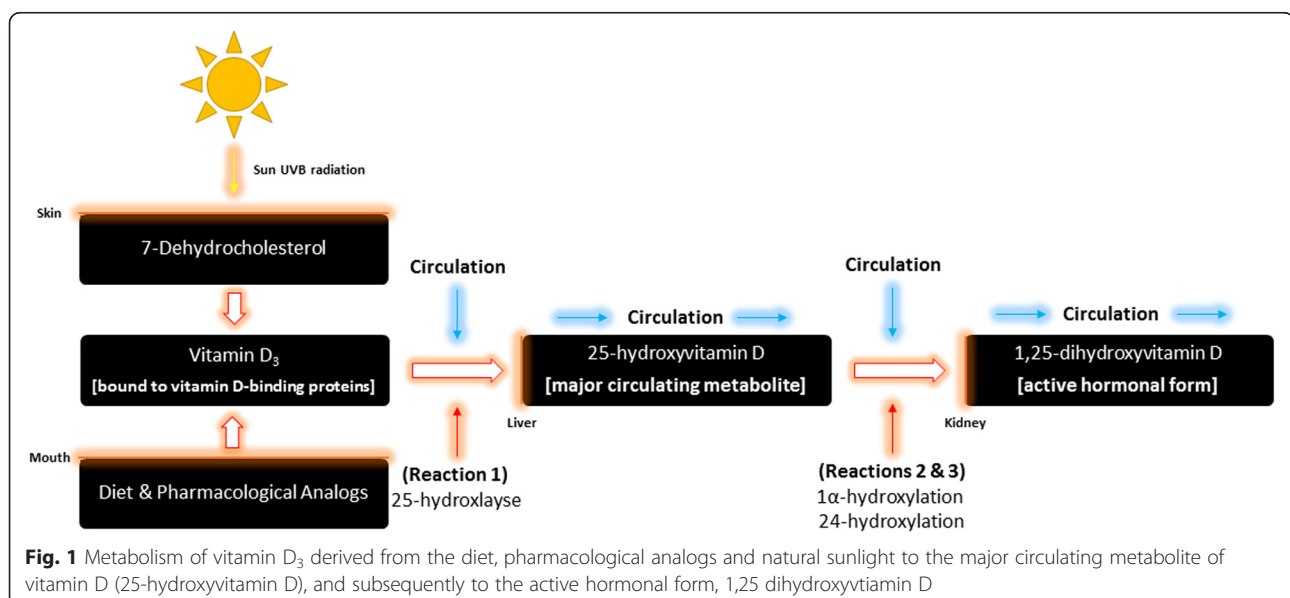 Sun UVB radiation
Skin
7-Dehydrocholesterol
Circulation
Circulation
Circulation
Circulation
Vitamin D₃
[bound to vitamin D-binding proteins]
25-hydroxyvitamin D
[major circulating metabolite]
1,25-dihydroxyvitamin D
[active hormonal form]
Liver
Kidney
Mouth
Diet & Pharmacological Analogs
(Reaction 1)
25-hydroxlayse
(Reactions 2 & 3)
1α-hydroxylation
24-hydroxylation
Fig. 1 Metabolism of vitamin D₃ derived from the diet, pharmacological analogs and natural sunlight to the major circulating metabolite of
vitamin D (25-hydroxyvitamin D), and subsequently to the active hormonal form, 1,25 dihydroxyvtiamin D